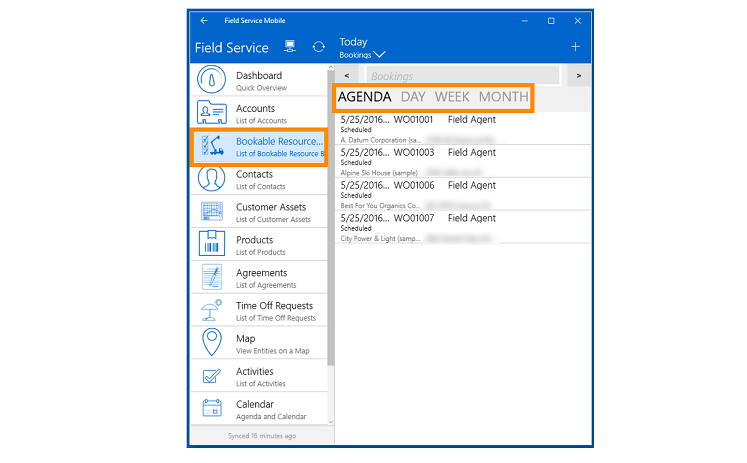 Field Service Mobile
Field Service
Today
Bookings
Dashboard
Quick Overview
Accounts
List of Accounts
Bookable Resource...
List of Bookable Resource B
Contacts
List of Contacts
Customer Assets
List of Customer Assets
Products
List of Products
Agreements
List of Agreements
Time Off Requests
List of Time Off Requests
Map
View Entities on a Map
Activities
List of Activities
Calendar
Agenda and Calendar
Synced 16 minutes ago
< Bookings >
AGENDA DAY WEEK MONTH
5/25/2016... WO01001 Field Agent
Scheduled
A. Datum Corporation (sa...
5/25/2016... WO01003 Field Agent
Scheduled
Alpine Ski House (sample)
5/25/2016... WO01006 Field Agent
Scheduled
Best For You Organics Co...
5/25/2016... WO01007 Field Agent
Scheduled
City Power & Light (samp...